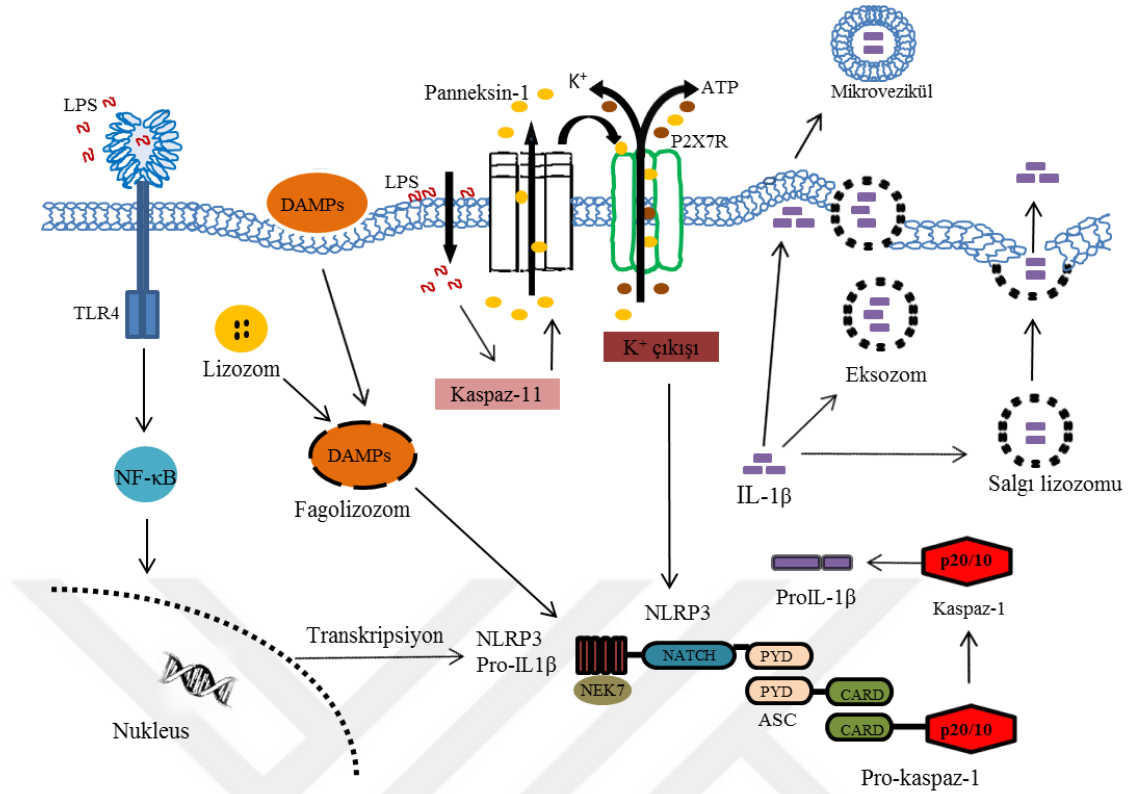 LPS
TLR4
NF-κB
Nukleus
DAMPs
Lizozom
DAMPs
Fagolizozom
Transkripsiyon
NLRP3
Pro-IL1β
LPS
Panneksin-1
Kaspaz-11
K⁺
ATP
P2X7R
K⁺ çıkışı
NLRP3
NEK7
NATCH
PYD
PYD
CARD
ASC
CARD
p20/10
Pro-kaspaz-1
p20/10
Kaspaz-1
ProIL-1β
IL-1β
Mikrovezikül
Eksozom
Salgı lizozomu